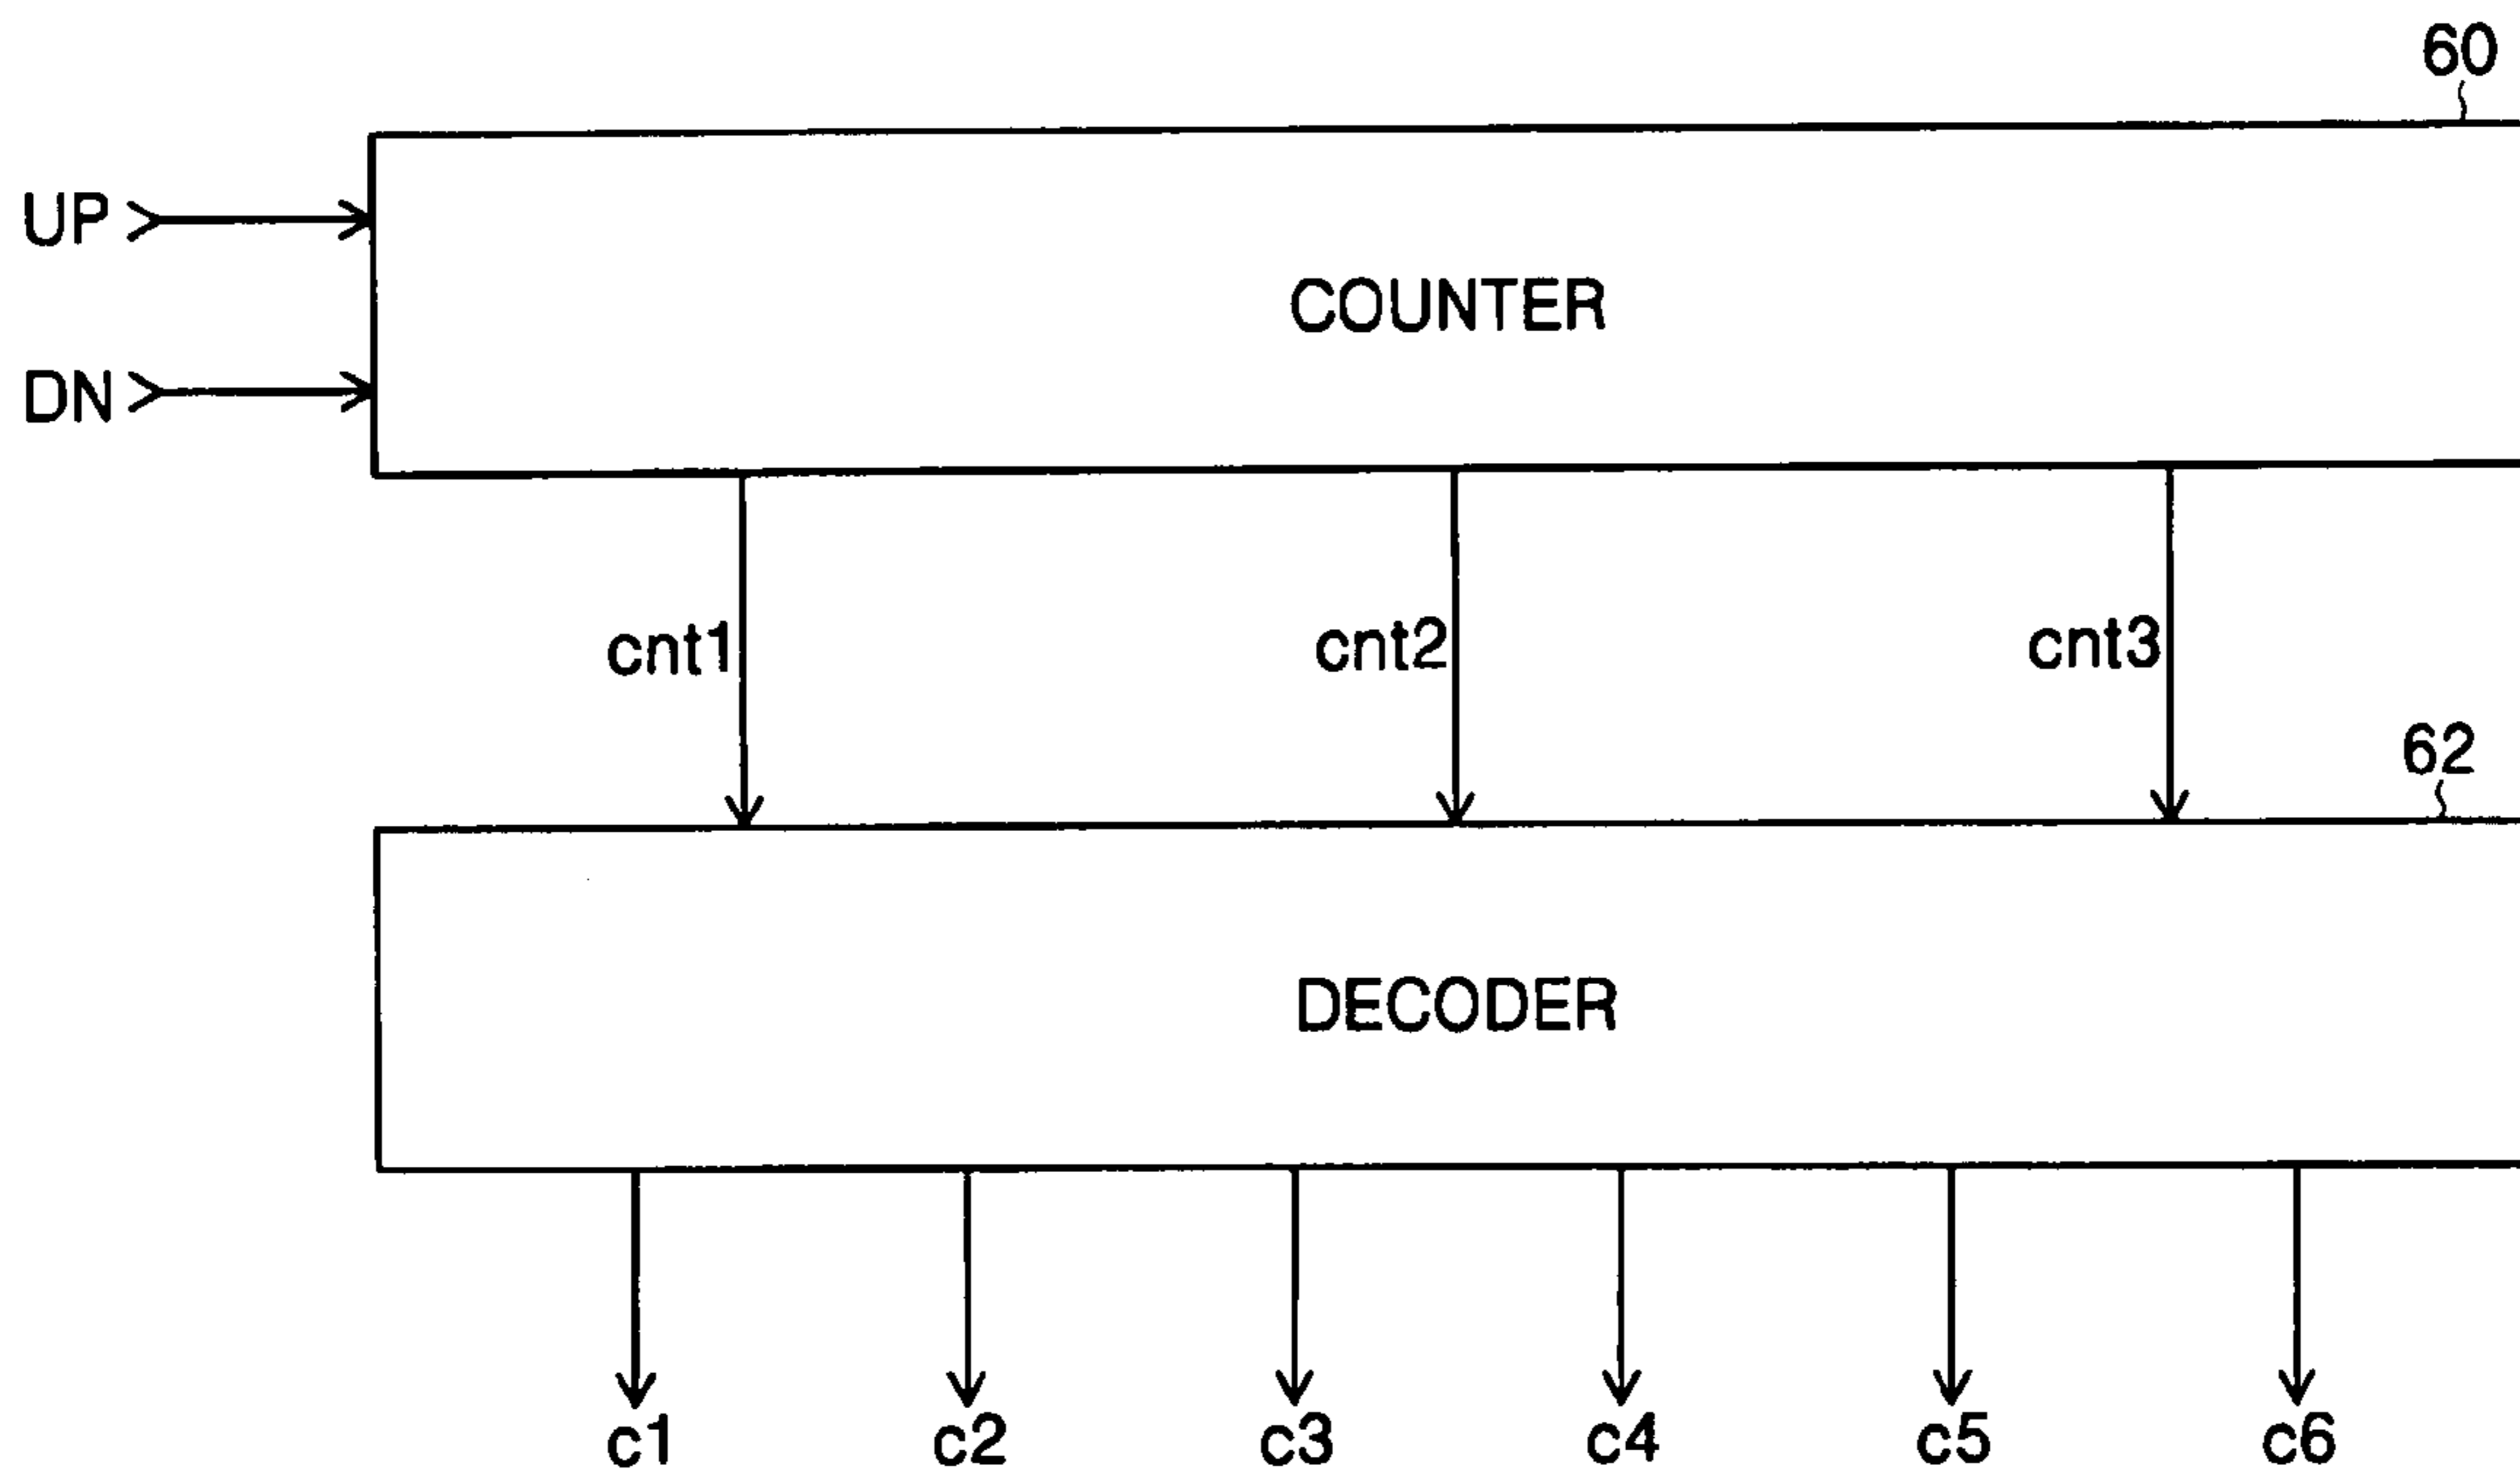 60
UP
COUNTER
DN
cnt1 cnt2 cnt3
62
DECODER
c1 c2 c3 c4 c5 c6